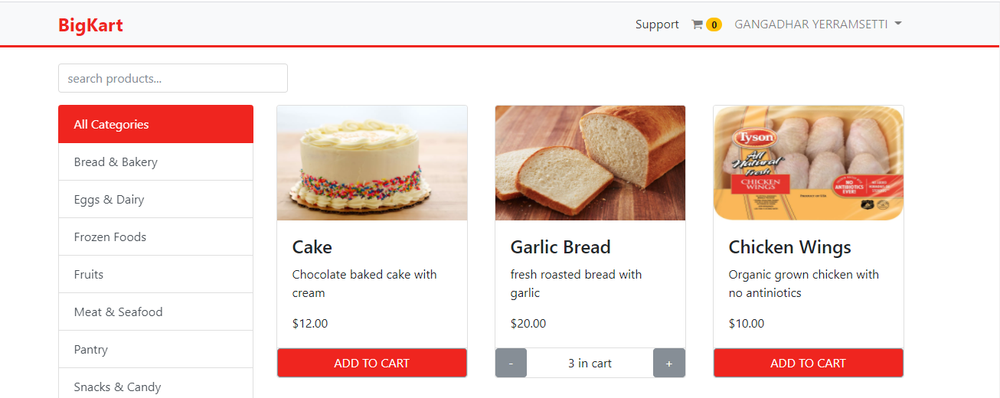 BigKart
Support 0 GANGADHAR YERRAMSETTI
search products...
All Categories
Bread & Bakery
Eggs & Dairy
Frozen Foods
Fruits
Meat & Seafood
Pantry
Snacks & Candy
Cake
Chocolate baked cake with
cream
$12.00
ADD TO CART
Garlic Bread
fresh roasted bread with
garlic
$20.00
- 3 in cart +
Tyson
All
Natural
Fresh
CHICKEN
WINGS
NO
ANTIBIOTICS
EVER!
PRODUCT OF USA
Chicken Wings
Organic grown chicken with
no antiniotics
$10.00
ADD TO CART